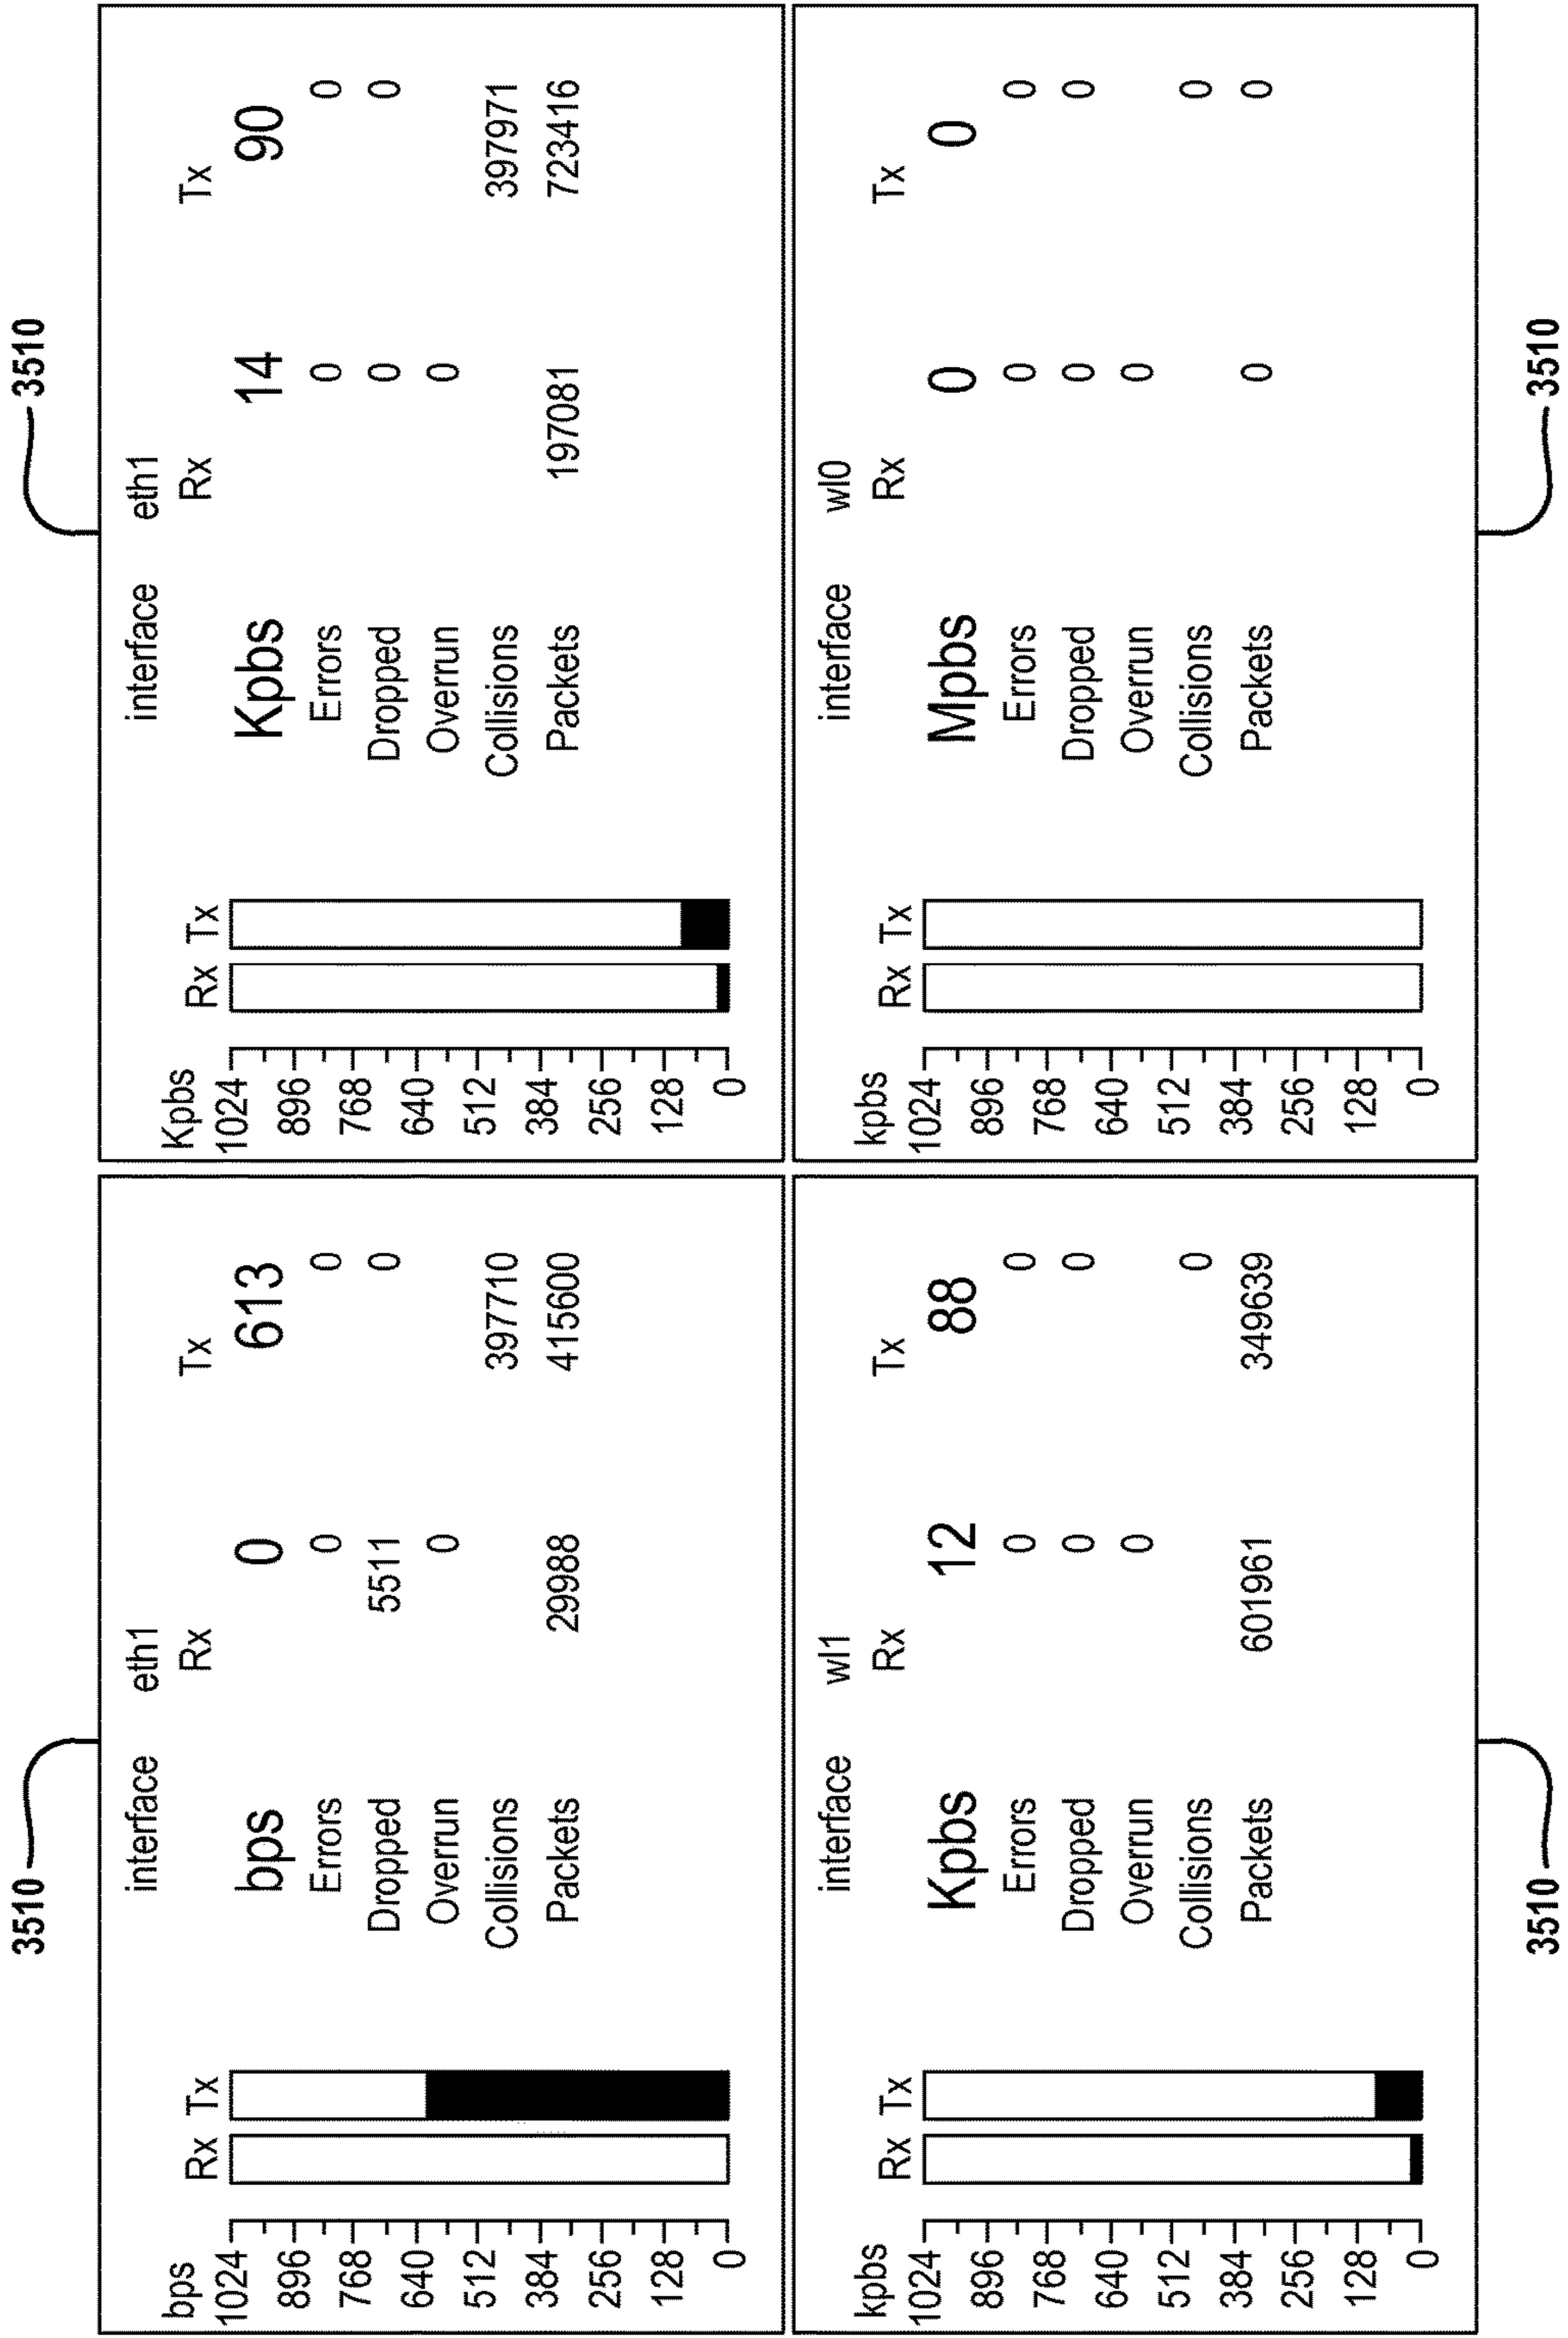 3510
3510
interface eth1
bps Rx Tx Rx Tx
1024 bps 0 613
896 Errors 0 0
768 Dropped 5511 0
640 Overrun 0
512 Collisions 397710
384 Packets 29988 415600
256
128
0
interface eth1
Kpbs Rx Tx Rx Tx
1024 Kpbs 14 90
896 Errors 0 0
768 Dropped 0 0
640 Overrun 0
512 Collisions 397971
384 Packets 197081 723416
256
128
0
interface wl1
kpbs Rx Tx Rx Tx
1024 Kpbs 12 88
896 Errors 0 0
768 Dropped 0 0
640 Overrun 0
512 Collisions 0
384 Packets 601961 349639
256
128
0
interface wl0
kpbs Rx Tx Rx Tx
1024 Mpbs 0 0
896 Errors 0 0
768 Dropped 0 0
640 Overrun 0
512 Collisions 0
384 Packets 0 0
256
128
0
3510
3510